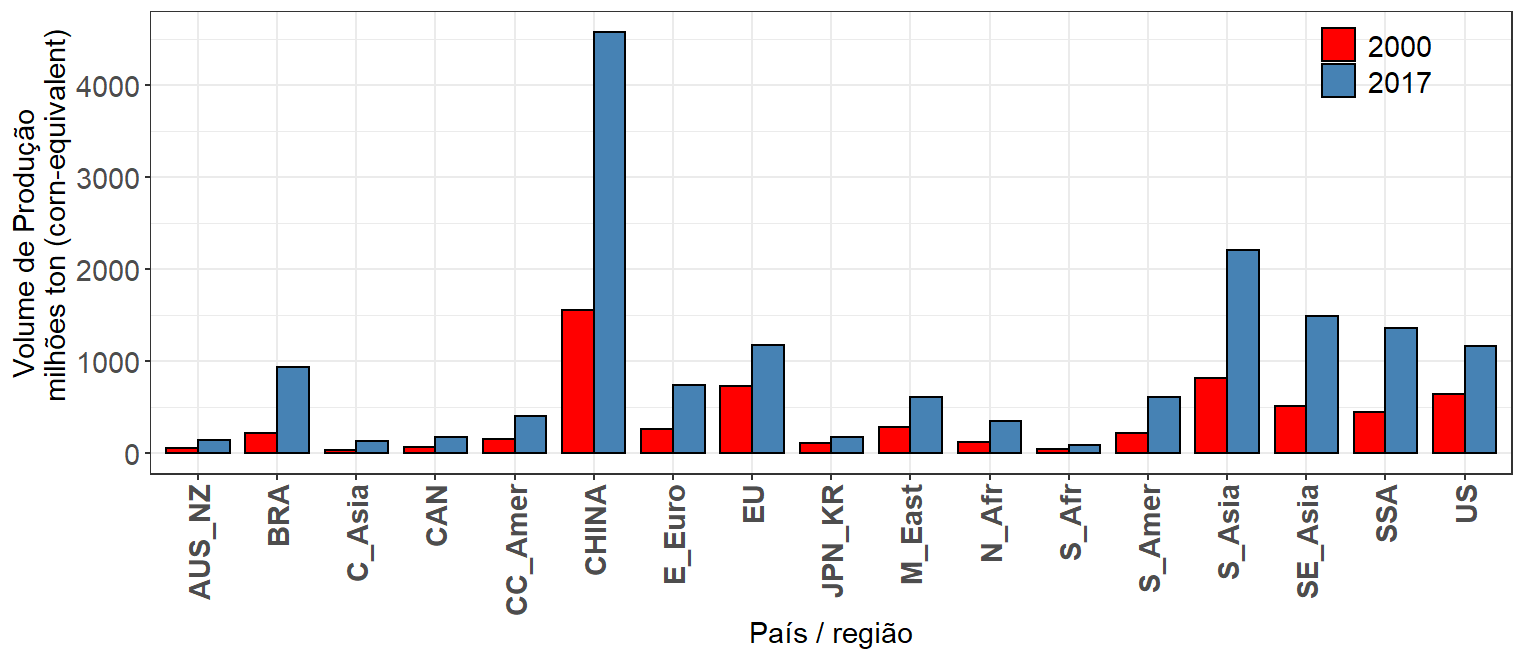 Volume de Produção
milhões ton (corn-equivalent)
4000
3000
2000
1000
0
2000
2017
AUS_NZ
BRA
C_Asia
CAN
CC_Amer
CHINA
E_Euro
EU
JPN_KR
M_East
N_Afr
S_Afr
S_Amer
S_Asia
SE_Asia
SSA
US
País / região